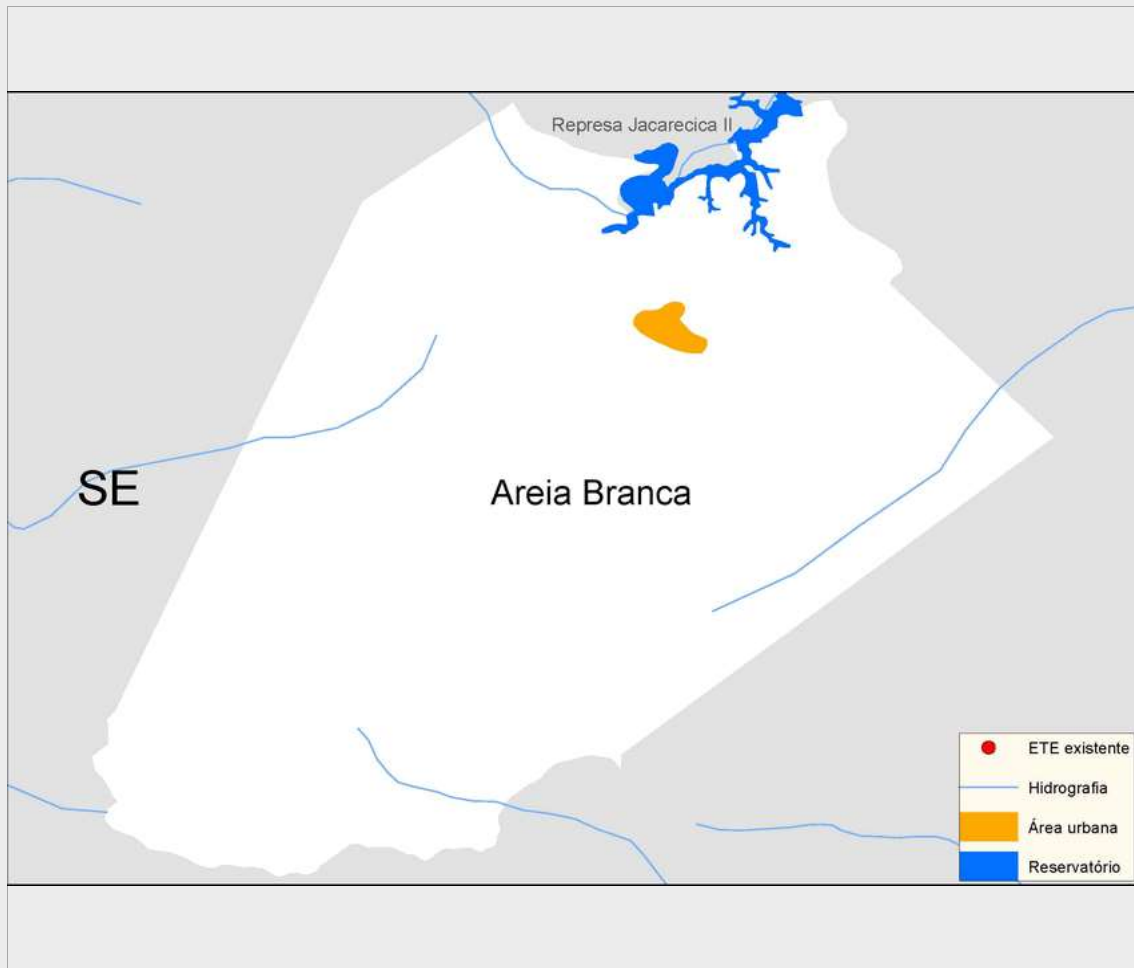 Represa Jacarecica II
SE
Areia Branca
ETE existente
Hidrografia
Área urbana
Reservatório